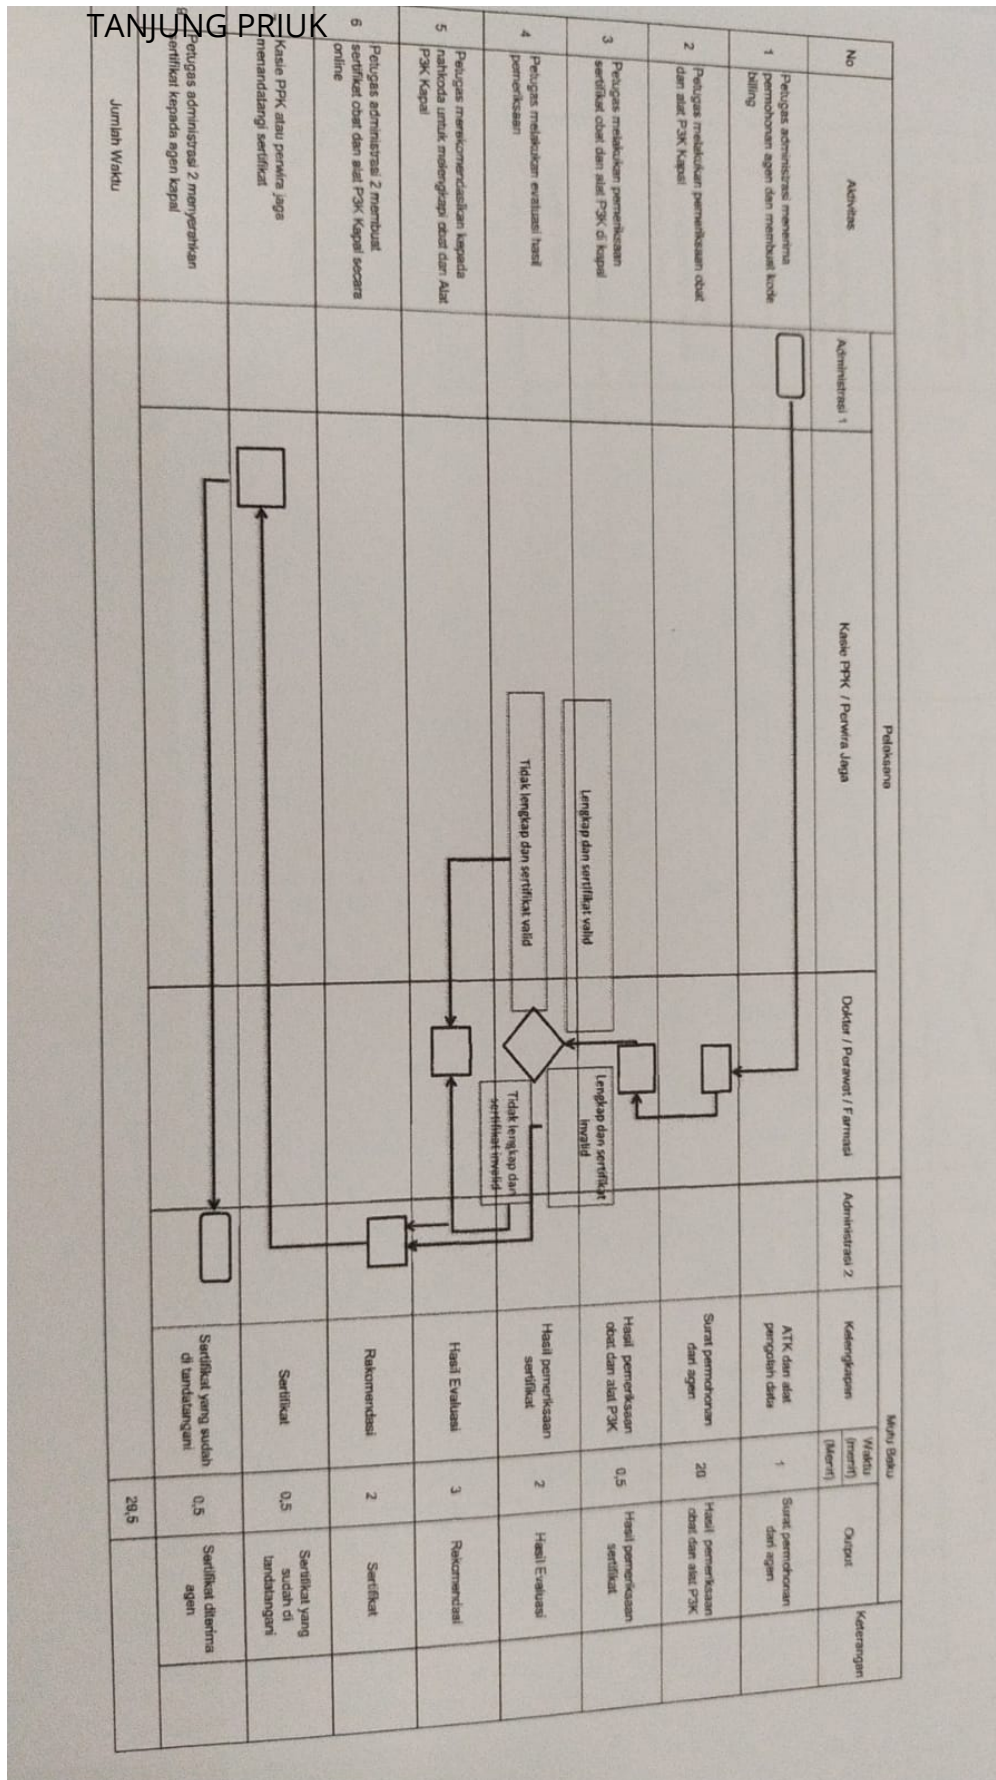 TANJUNG PRIUK
No
Aktivitas
Pelaksana
Mutu Baku
Keterangan
Administrasi 1
Kasie PPK / Perwira Jaga
Dokter / Perawat / Farmasi
Administrasi 2
Kelengkapan
Waktu
(menit)
(Menit)
Output
1
Petugas administrasi menerima
permohonan agen dan membuat kode
billing
ATK dan alat
pengolah data
1
Surat permohonan
dari agen
2
Petugas melakukan pemeriksaan obat
dan alat P3K Kapal
Surat permohonan
dari agen
20
Hasil pemeriksaan
obat dan alat P3K
3
Petugas melakukan pemeriksaan
sertifikat obat dan alat P3K di kapal
Lengkap dan sertifikat valid
Lengkap dan sertifikat
invalid
Hasil pemeriksaan
obat dan alat P3K
0,5
Hasil pemeriksaan
sertifikat
4
Petugas melakukan evaluasi hasil
pemeriksaan
Tidak lengkap dan sertifikat valid
Tidak lengkap dan
sertifikat invalid
Hasil pemeriksaan
sertifikat
2
Hasil Evaluasi
5
Petugas merekomendasikan kepada
nahkoda untuk melengkapi obat dan Alat
P3K Kapal
Hasil Evaluasi
3
Rekomendasi
6
Petugas administrasi 2 membuat
sertifikat obat dan alat P3K Kapal secara
online
Rekomendasi
2
Sertifikat
Kasie PPK atau perwira jaga
menandatangi sertifikat
Sertifikat
0,5
Sertifikat yang
sudah di
tandatangani
Petugas administrasi 2 menyerahkan
sertifikat kepada agen kapal
Sertifikat yang sudah
di tandatangani
0,5
Sertifikat diterima
agen
Jumlah Waktu
29,5